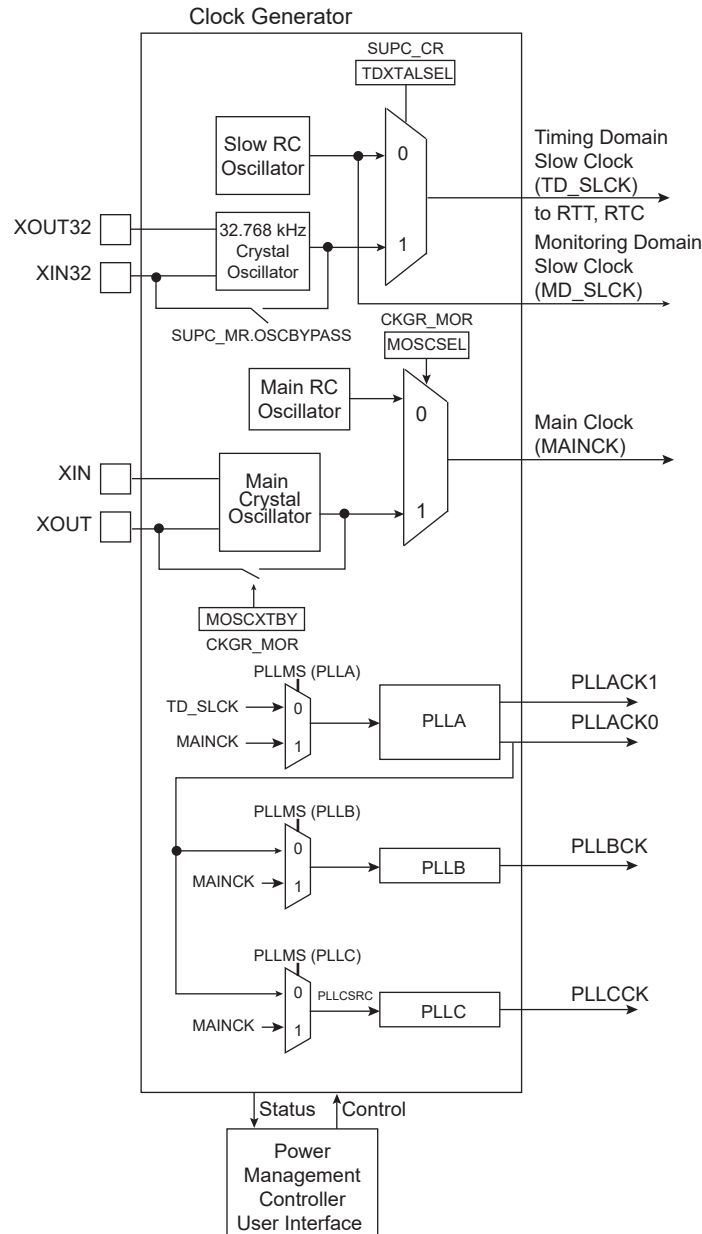 Clock Generator
SUPC_CR
TDXTALSEL
Slow RC
Oscillator
0
Timing Domain
Slow Clock
(TD_SLCK)
to RTT, RTC
XOUT32
32.768 kHz
Crystal
Oscillator
1
Monitoring Domain
Slow Clock
(MD_SLCK)
XIN32
SUPC_MR.OSCBYPASS
CKGR_MOR
MOSCSEL
Main RC
Oscillator
0
Main Clock
(MAINCK)
XIN
Main
Crystal
Oscillator
XOUT
1
MOSCXTBY
CKGR_MOR
PLLMS (PLLA)
TD_SLCK
0
MAINCK
1
PLLA
PLLACK1
PLLACK0
PLLMS (PLLB)
0
MAINCK
1
PLLB
PLLBCK
PLLMS (PLLC)
0
MAINCK
1
PLLCSRC
PLLC
PLLCCK
Status
Control
Power
Management
Controller
User Interface